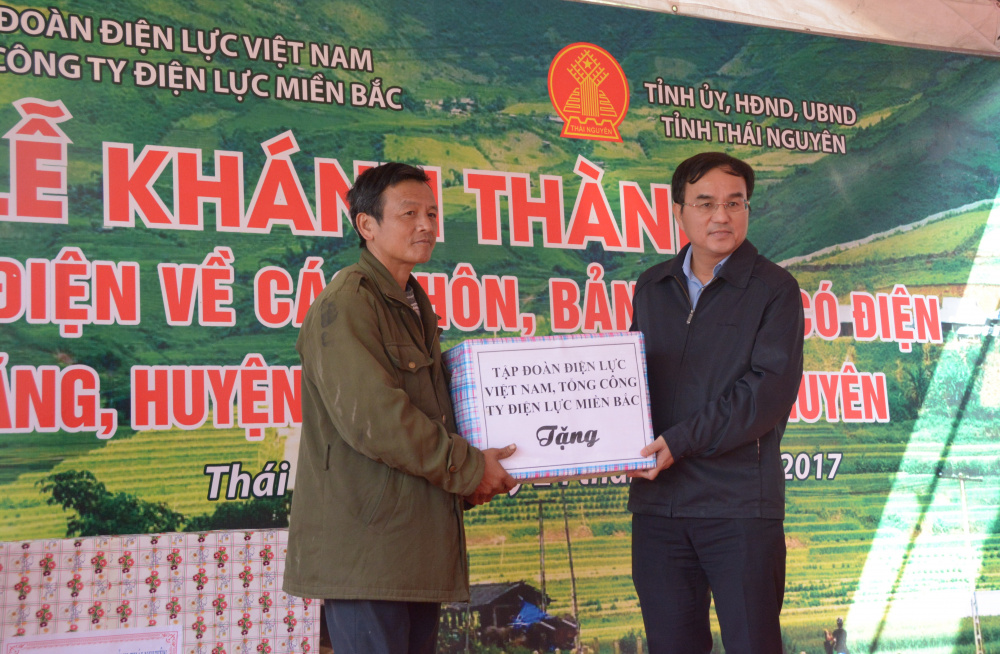 ĐOÀN ĐIỆN LỰC VIỆT NAM
CÔNG TY ĐIỆN LỰC MIỀN BẮC
THÁI NGUYÊN
TỈNH ỦY, HĐND, UBND
TỈNH THÁI NGUYÊN
LỄ KHÁNH THÀN
ĐIỆN VỀ CÁ HÔN, BẢN CÓ ĐIỆN
ĂNG, HUYỆN GUYÊN
Thái 2017
TẬP ĐOÀN ĐIỆN LỰC
VIỆT NAM, TỔNG CÔNG
TY ĐIỆN LỰC MIỀN BẮC
Tặng